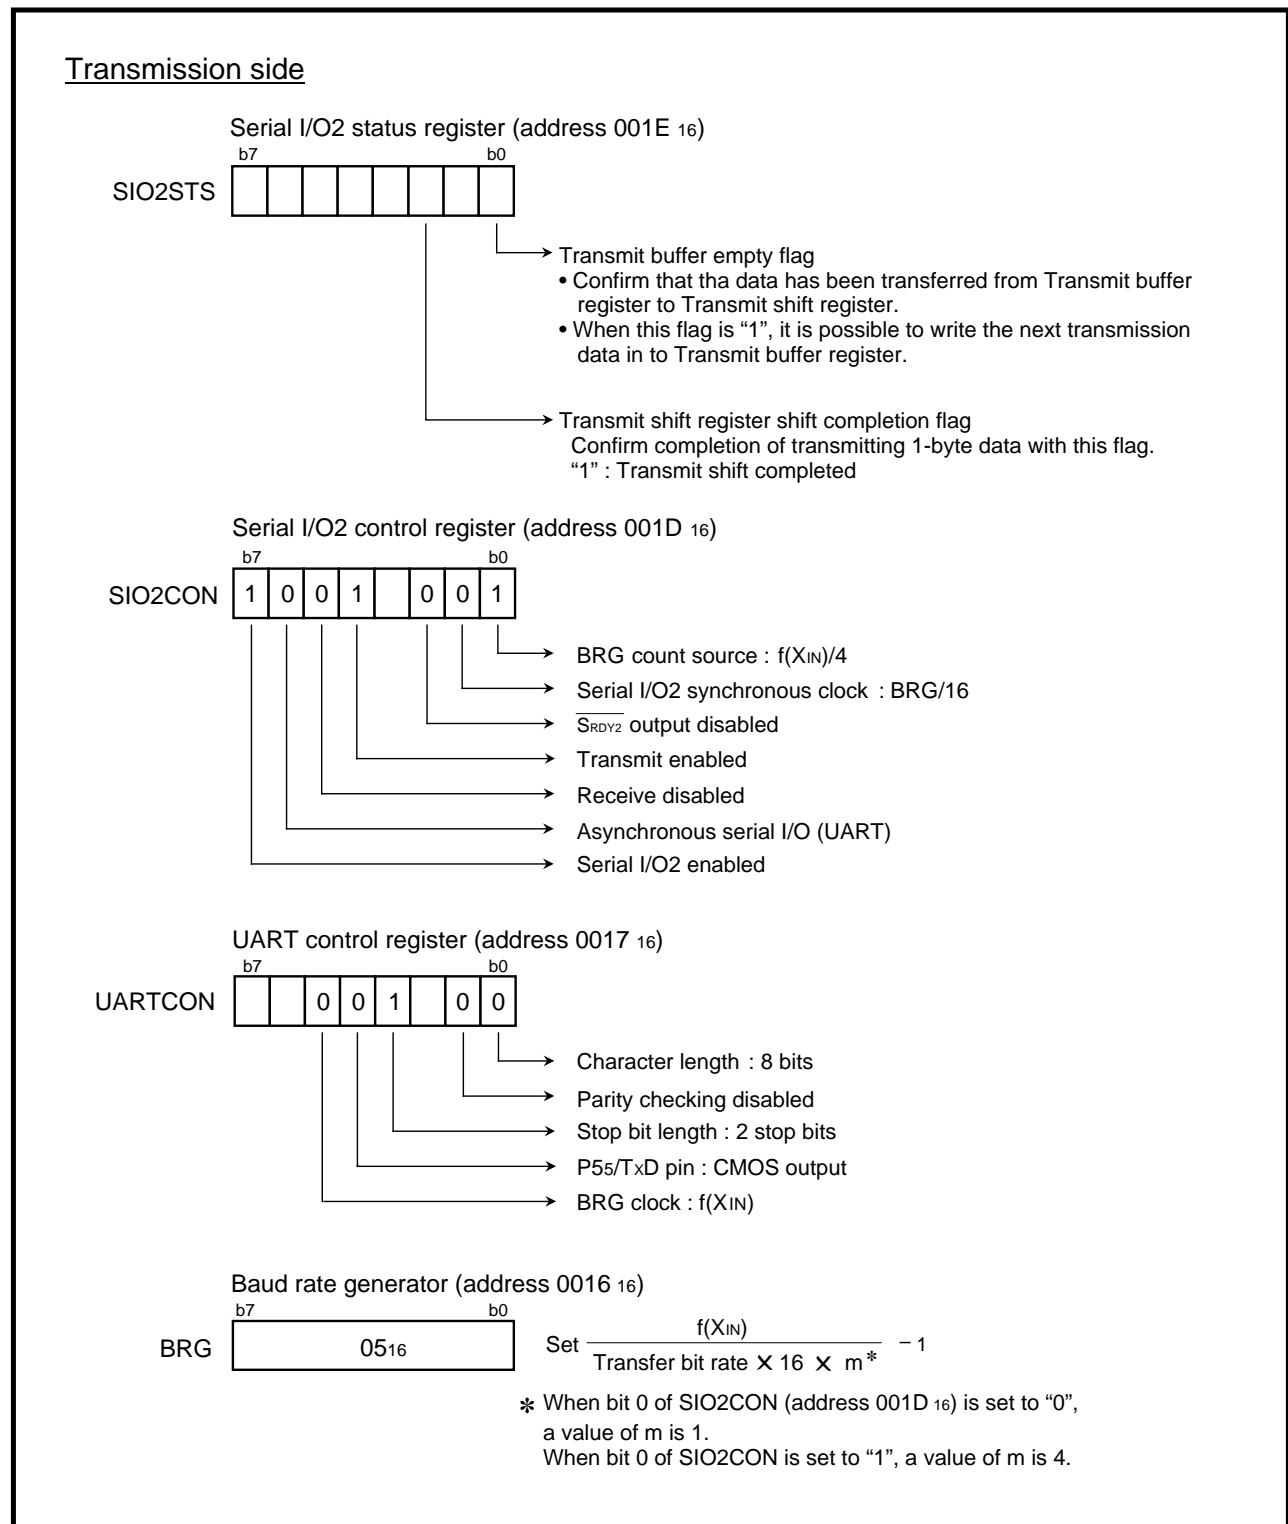 Transmission side
Serial I/O2 status register (address 001E 16)
b7 b0
SIO2STS
Transmit buffer empty flag
• Confirm that tha data has been transferred from Transmit buffer
register to Transmit shift register.
• When this flag is “1”, it is possible to write the next transmission
data in to Transmit buffer register.
Transmit shift register shift completion flag
Confirm completion of transmitting 1-byte data with this flag.
“1” : Transmit shift completed
Serial I/O2 control register (address 001D 16)
b7 b0
SIO2CON 1 0 0 1 0 0 1
BRG count source : f(XIN)/4
Serial I/O2 synchronous clock : BRG/16
SRDY2 output disabled
Transmit enabled
Receive disabled
Asynchronous serial I/O (UART)
Serial I/O2 enabled
UART control register (address 0017 16)
b7 b0
UARTCON 0 0 1 0 0
Character length : 8 bits
Parity checking disabled
Stop bit length : 2 stop bits
P55/TXD pin : CMOS output
BRG clock : f(XIN)
Baud rate generator (address 0016 16)
b7 b0
BRG 0516
Set f(XIN) / Transfer bit rate × 16 × m* − 1
* When bit 0 of SIO2CON (address 001D 16) is set to “0”,
a value of m is 1.
When bit 0 of SIO2CON is set to “1”, a value of m is 4.